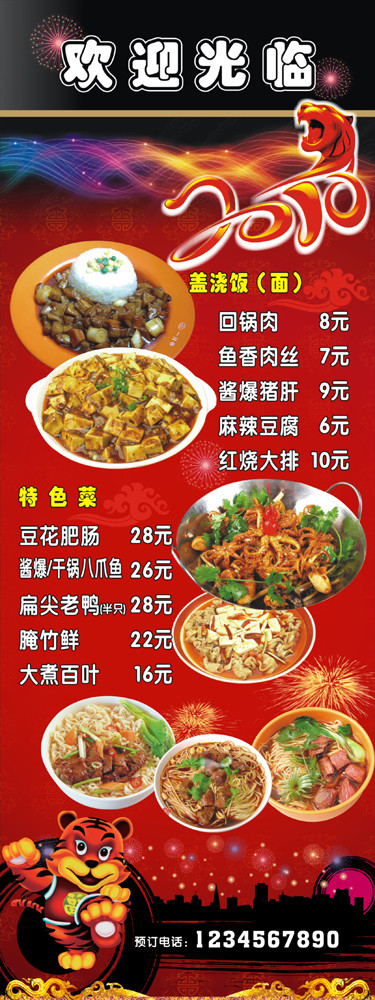 欢迎光临
2010
盖浇饭（面）
回锅肉 8元
鱼香肉丝 7元
酱爆猪肝 9元
麻辣豆腐 6元
红烧大排 10元
特色菜
豆花肥肠 28元
酱爆/干锅八爪鱼 26元
扁尖老鸭(半只) 28元
腌竹鲜 22元
大煮百叶 16元
预订电话：1234567890